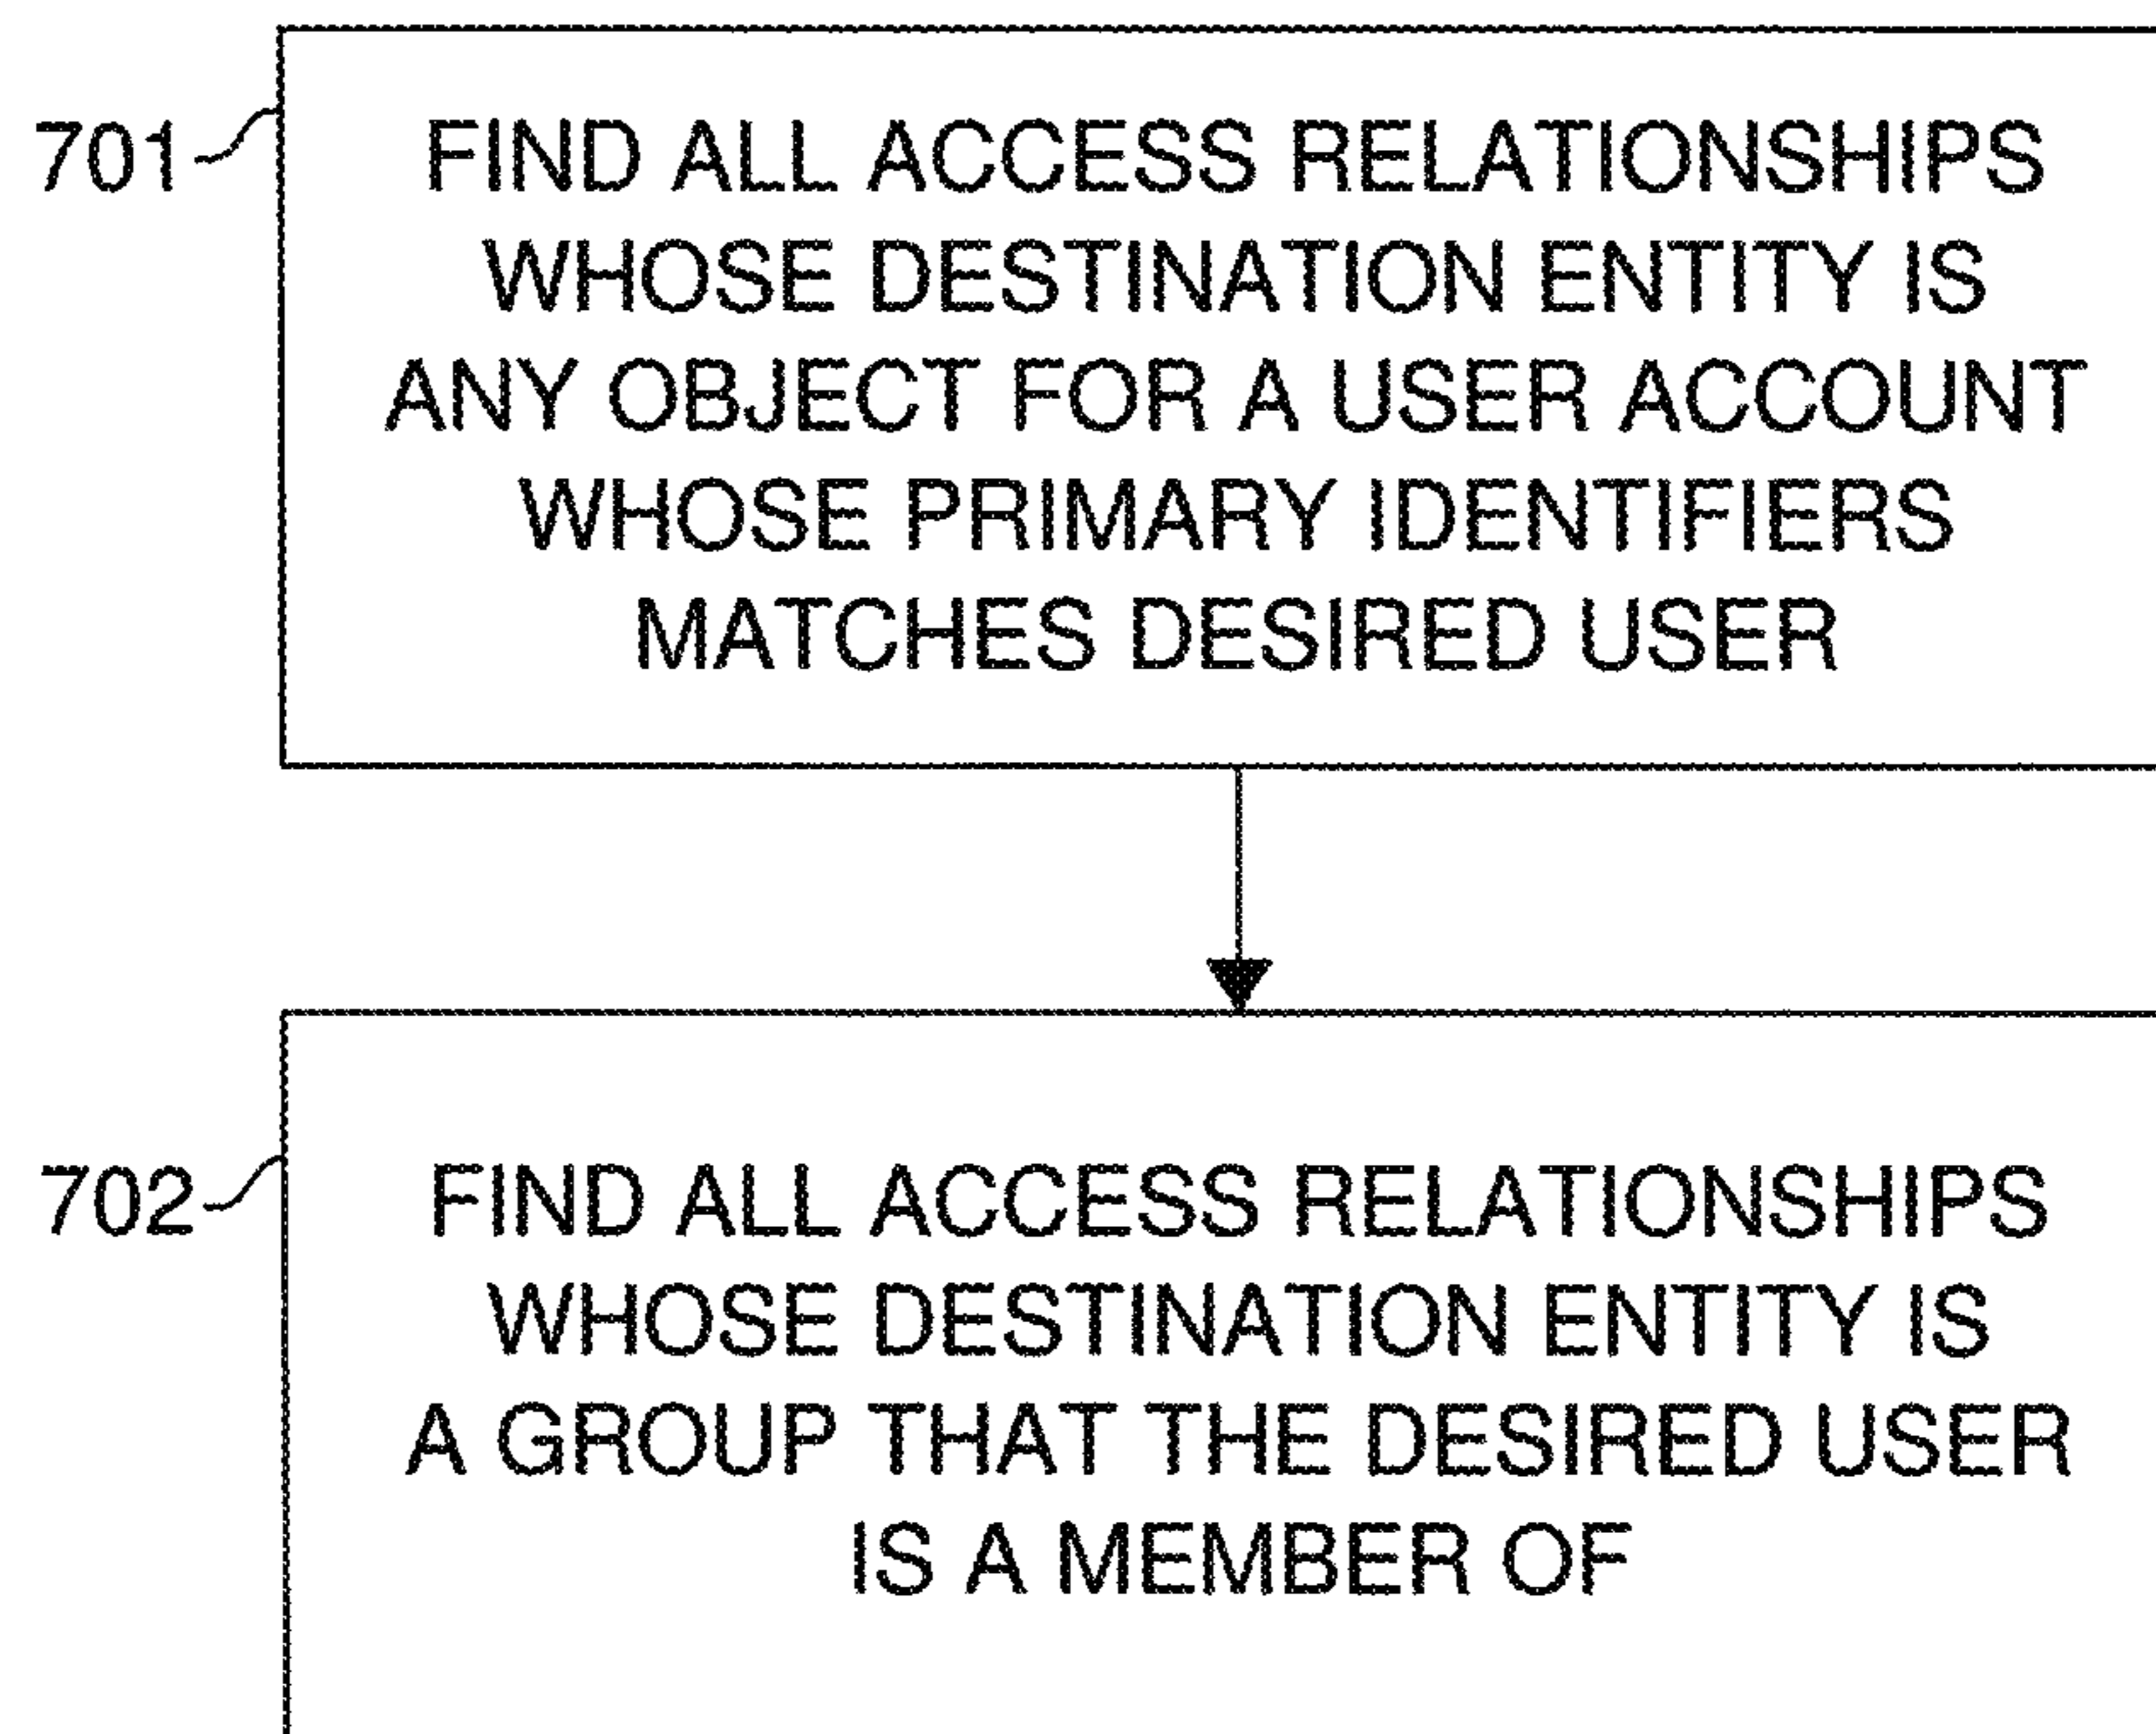 701
FIND ALL ACCESS RELATIONSHIPS
WHOSE DESTINATION ENTITY IS
ANY OBJECT FOR A USER ACCOUNT
WHOSE PRIMARY IDENTIFIERS
MATCHES DESIRED USER
702
FIND ALL ACCESS RELATIONSHIPS
WHOSE DESTINATION ENTITY IS
A GROUP THAT THE DESIRED USER
IS A MEMBER OF